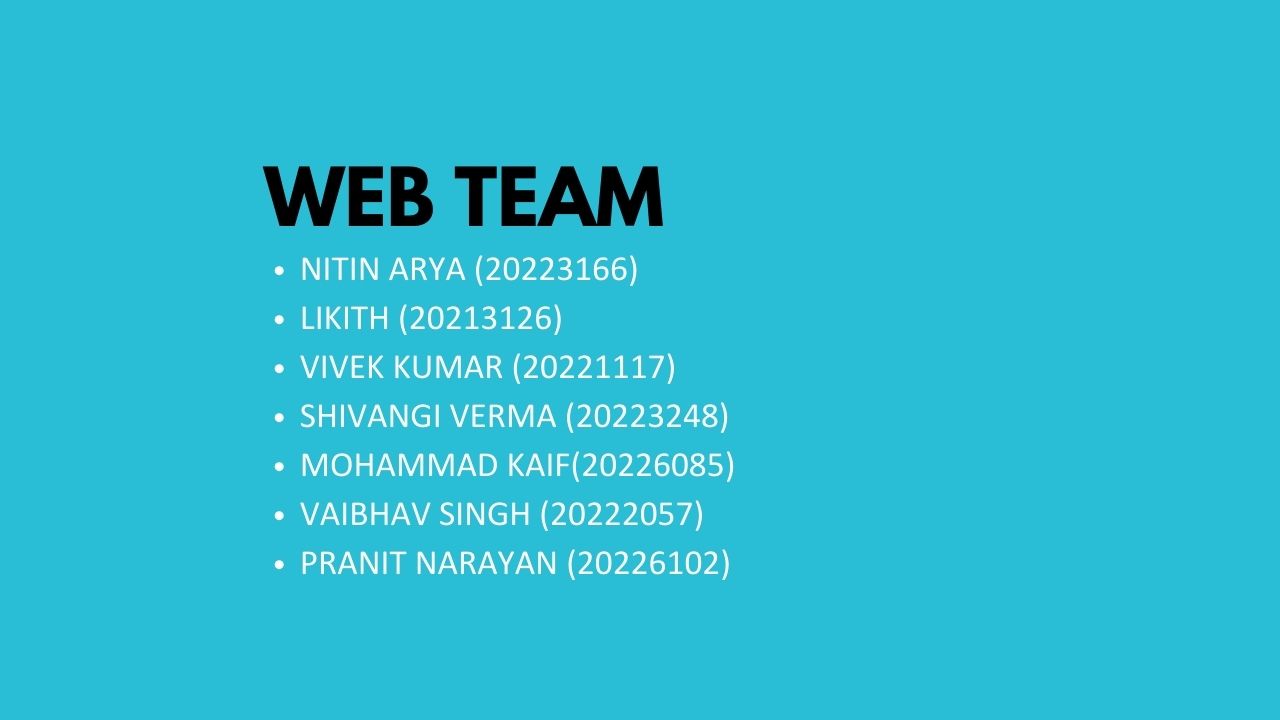 WEB TEAM
• NITIN ARYA (20223166)
• LIKITH (20213126)
• VIVEK KUMAR (20221117)
• SHIVANGI VERMA (20223248)
• MOHAMMAD KAIF(20226085)
• VAIBHAV SINGH (20222057)
• PRANIT NARAYAN (20226102)